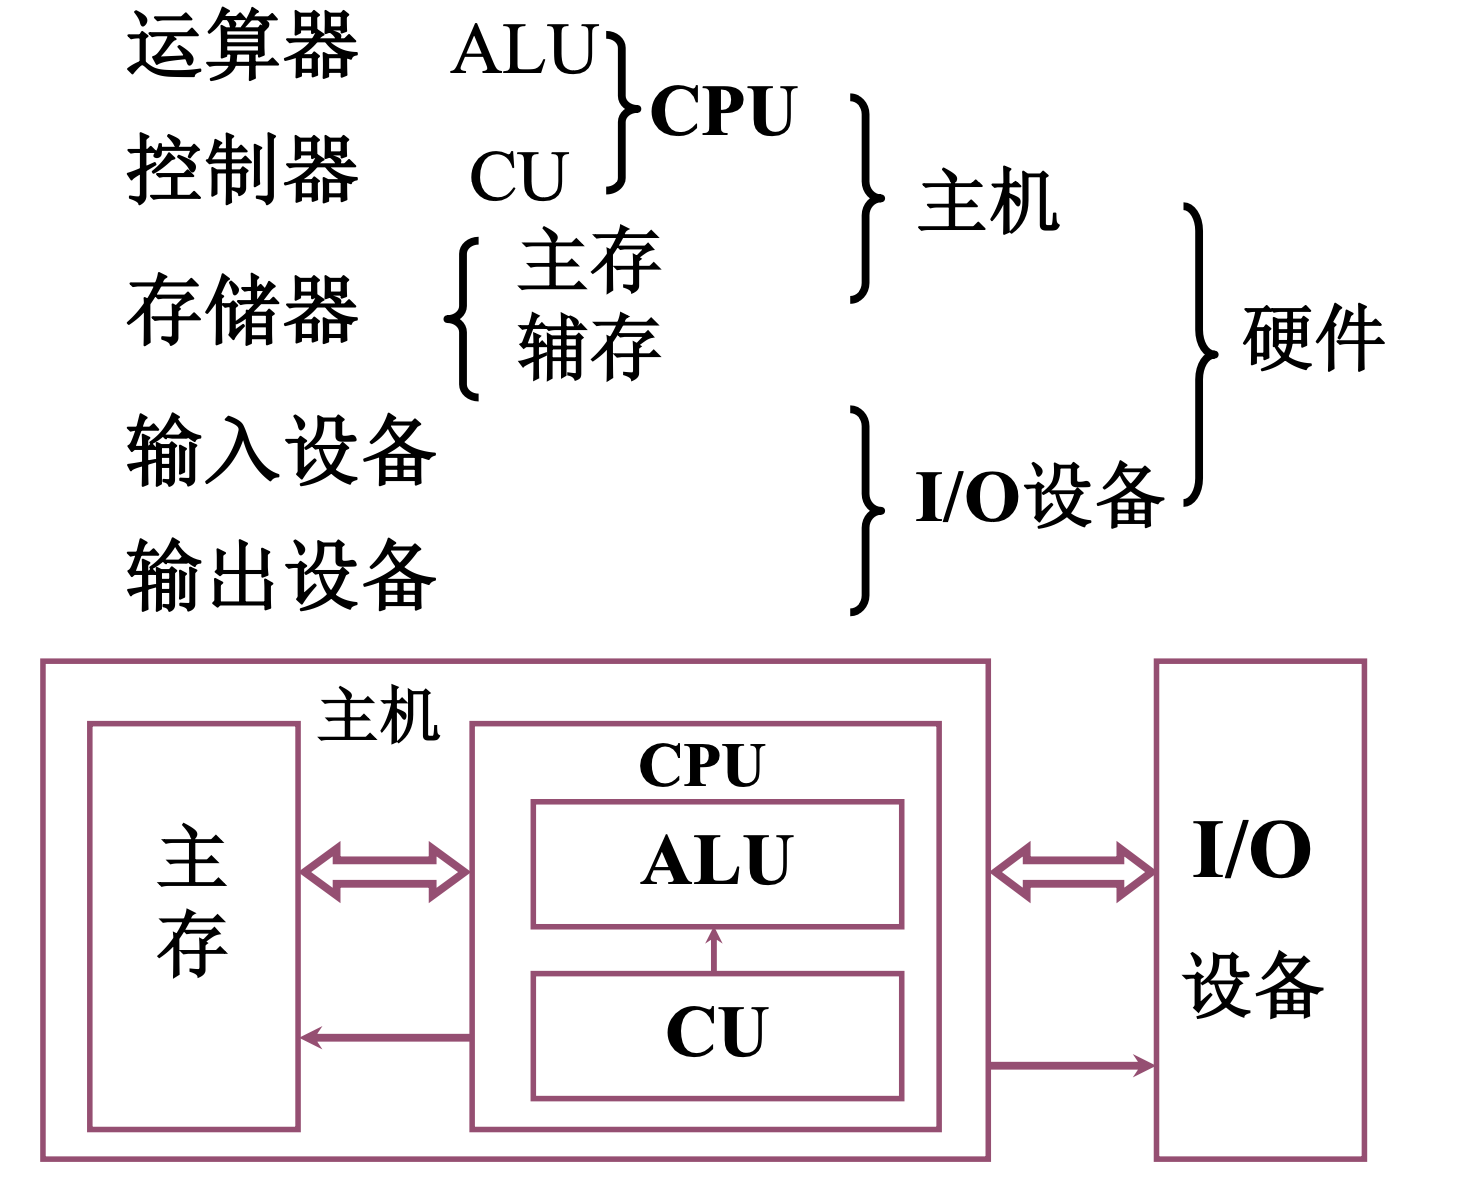 运算器 ALU
CPU
控制器 CU
主机
存储器 主存
辅存
硬件
输入设备
I/O设备
输出设备
主机
CPU
主存
ALU
CU
I/O
设备